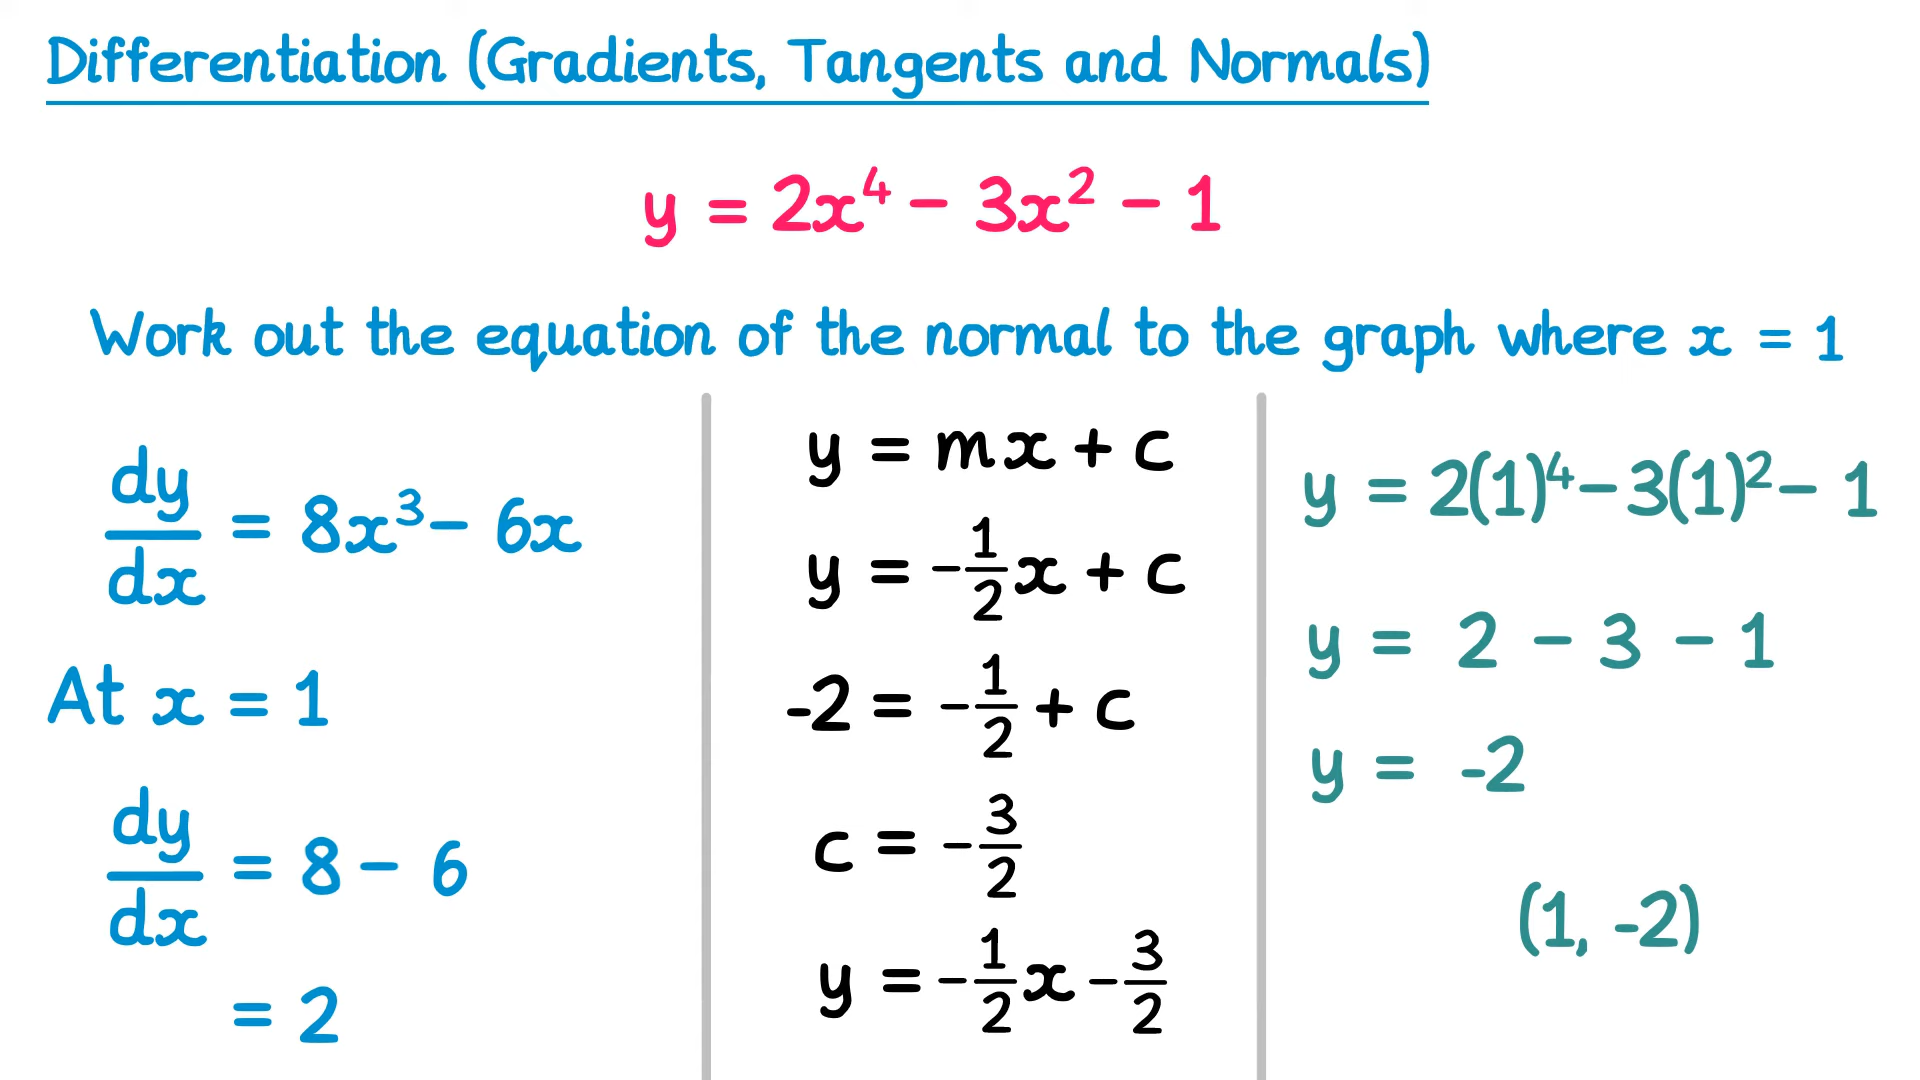 Differentiation (Gradients, Tangents and Normals)
y = 2x⁴ − 3x² − 1
Work out the equation of the normal to the graph where x = 1
dy/dx = 8x³ − 6x
At x = 1
dy/dx = 8 − 6
= 2
y = mx + c
y = −1/2x + c
-2 = −1/2 + c
c = −3/2
y = −1/2x − 3/2
y = 2(1)⁴ − 3(1)² − 1
y = 2 − 3 − 1
y = -2
(1, -2)